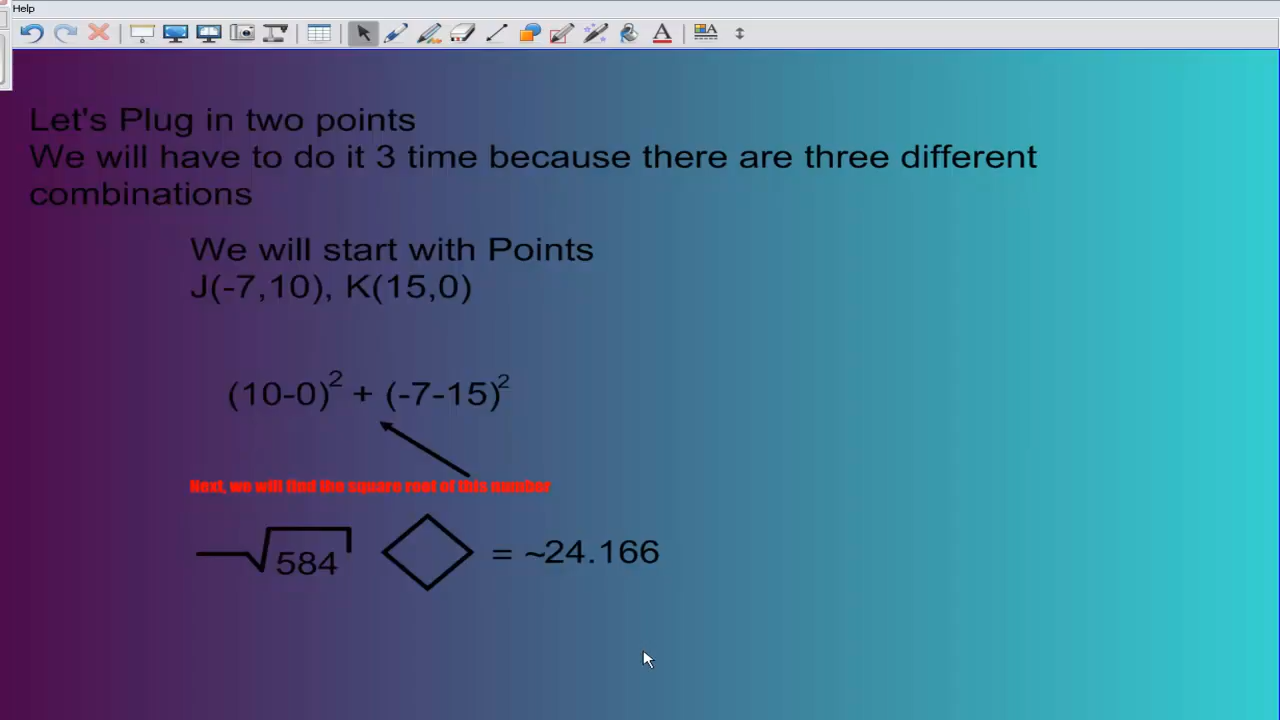 Help
Let's Plug in two points
We will have to do it 3 time because there are three different
combinations
We will start with Points
J(-7,10), K(15,0)
(10-0)² + (-7-15)²
Next, we will find the square root of this number
√584 = ~24.166